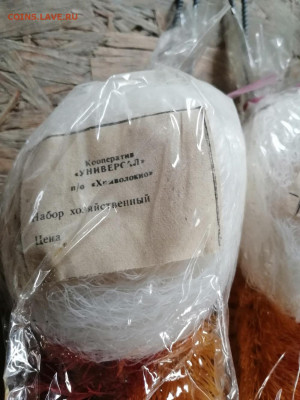 COINS.LAVE.RU
Кооператив
«УНИВЕРСАЛ»
п/о «Химволокно»
Набор хозяйственный
Цена